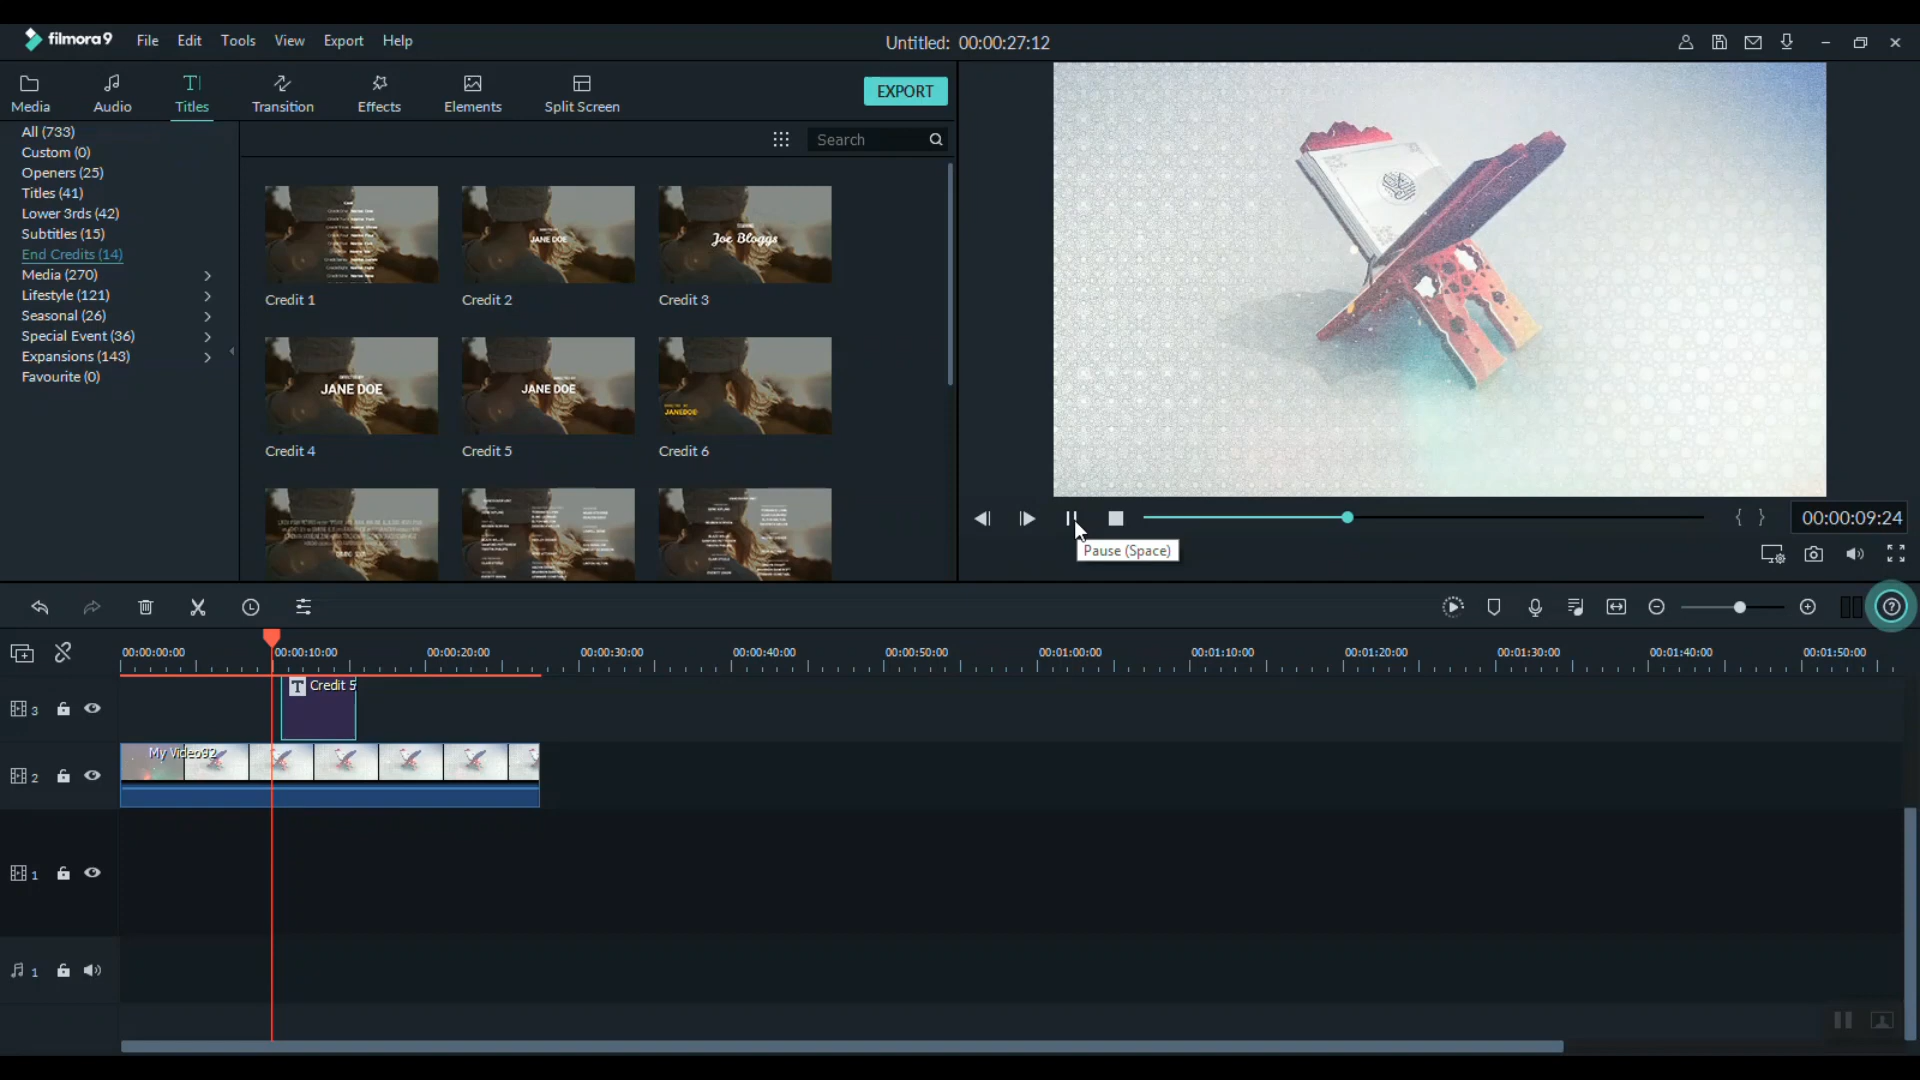 filmora9 File Edit Tools View Export Help
Untitled: 00:00:27:12
Media Audio Titles Transition Effects Elements Split Screen
EXPORT
All (733)
Custom (0)
Openers (25)
Titles (41)
Lower 3rds (42)
Subtitles (15)
End Credits (14)
Media (270)
Lifestyle (121)
Seasonal (26)
Special Event (36)
Expansions (143)
Favourite (0)
Search
JANE DOE
Joe Bloggs
Credit 1 Credit 2 Credit 3
JANE DOE
JANE DOE
JANEDOE
Credit 4 Credit 5 Credit 6
00:00:09:24
Pause (Space)
00:00:00:00 00:00:10:00 00:00:20:00 00:00:30:00 00:00:40:00 00:00:50:00 00:01:00:00 00:01:10:00 00:01:20:00 00:01:30:00 00:01:40:00 00:01:50:00
3
T Credit 5
2
My Video92
1
1